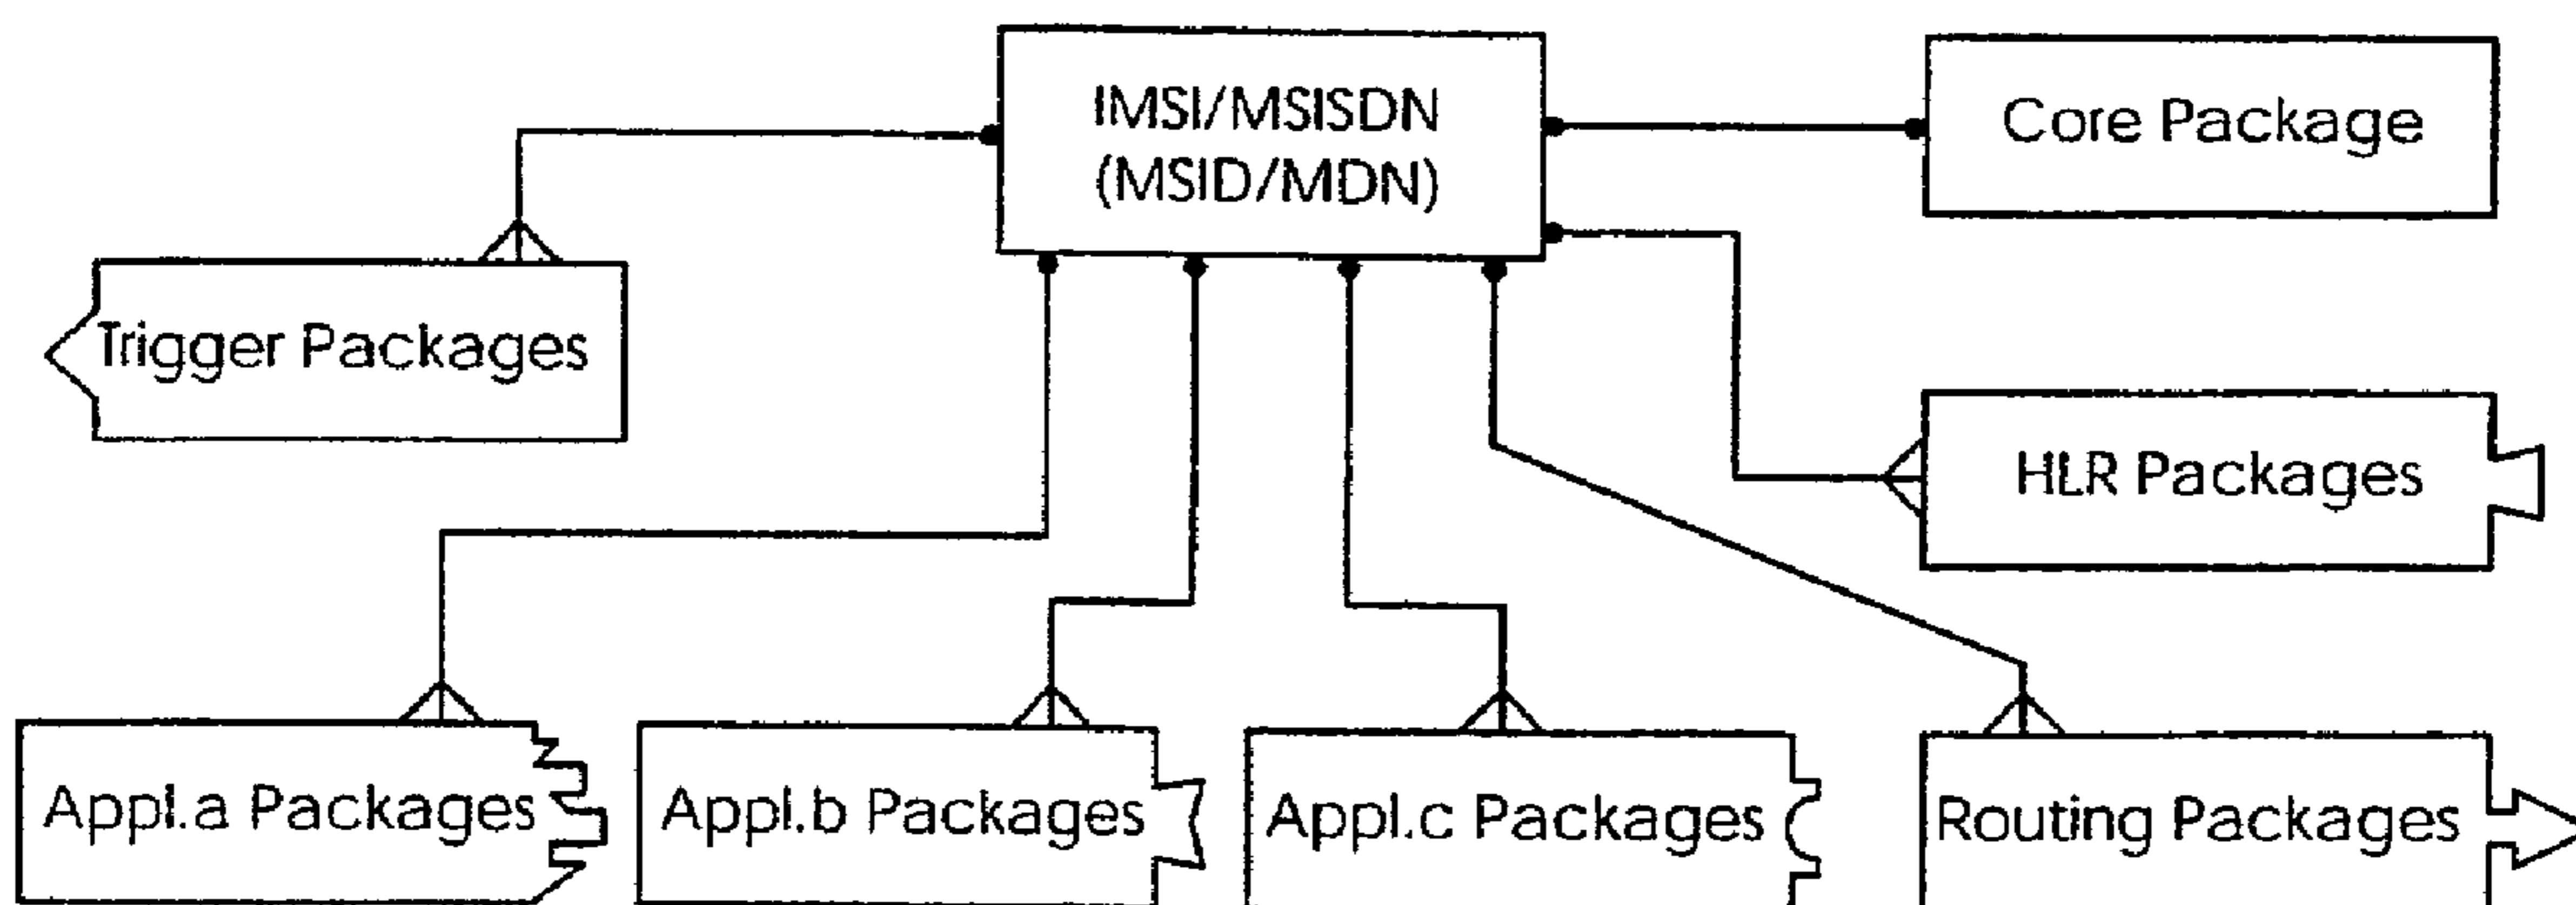 IMSI/MSISDN
(MSID/MDN)
Core Package
Trigger Packages
HLR Packages
Appl.a Packages
Appl.b Packages
Appl.c Packages
Routing Packages